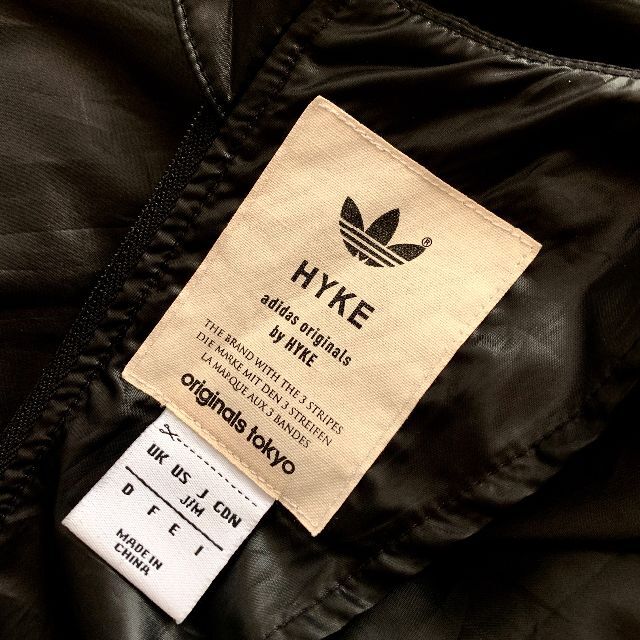 ®
HYKE
adidas originals
by HYKE
THE BRAND WITH THE 3 STRIPES
DIE MARKE MIT DEN 3 STREIFEN
LA MARQUE AUX 3 BANDES
originals tokyo
UK US J CDN
J/M
D F E I
MADE IN
CHINA